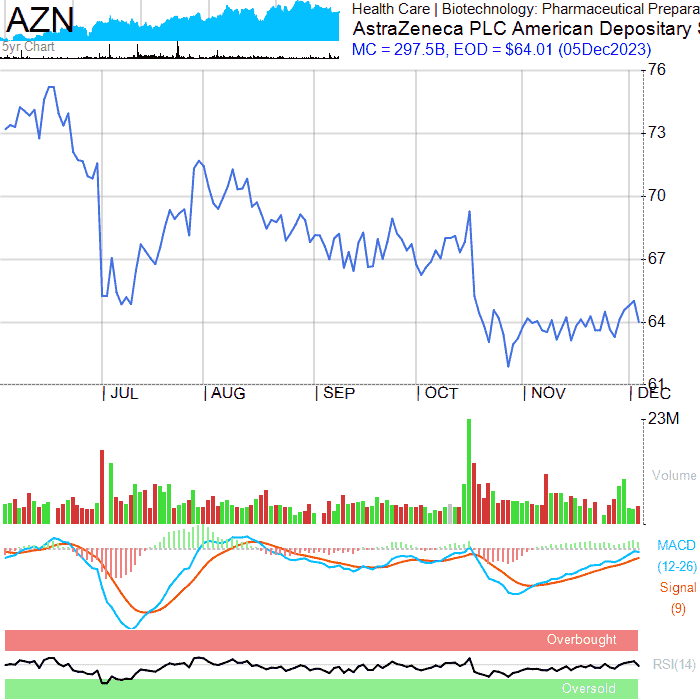 AZN
5yr Chart
Health Care | Biotechnology: Pharmaceutical Prepara
AstraZeneca PLC American Depositary S
MC = 297.5B, EOD = $64.01 (05Dec2023)
76
73
70
67
64
61
| JUL | AUG | SEP | OCT | NOV | DEC
23M
Volume
MACD
(12-26)
Signal
(9)
Overbought
RSI(14)
Oversold